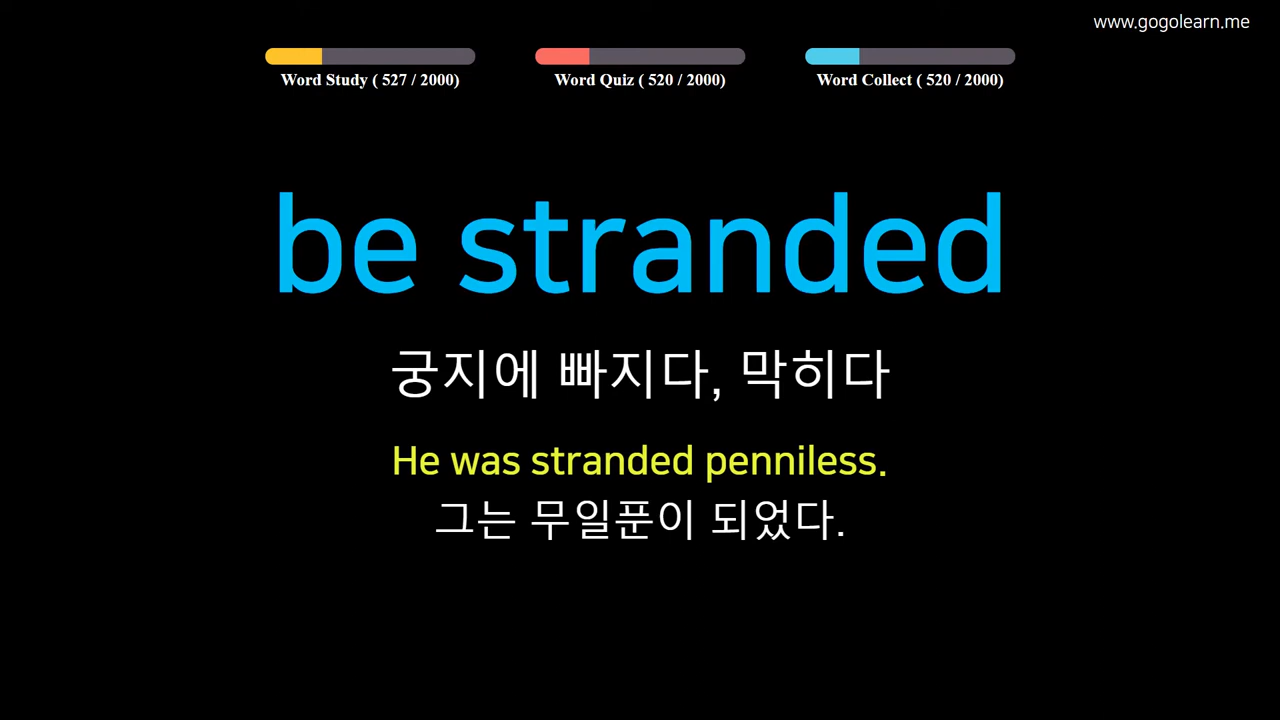 www.gogolearn.me
Word Study ( 527 / 2000)
Word Quiz ( 520 / 2000)
Word Collect ( 520 / 2000)
be stranded
궁지에 빠지다, 막히다
He was stranded penniless.
그는 무일푼이 되었다.